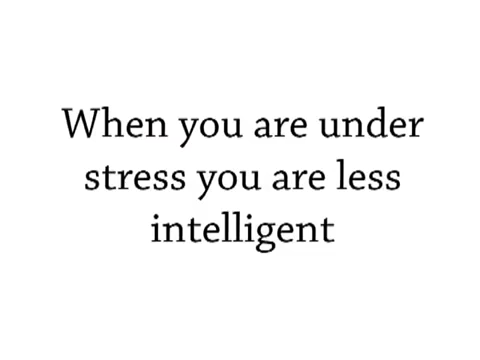 When you are under
stress you are less
intelligent